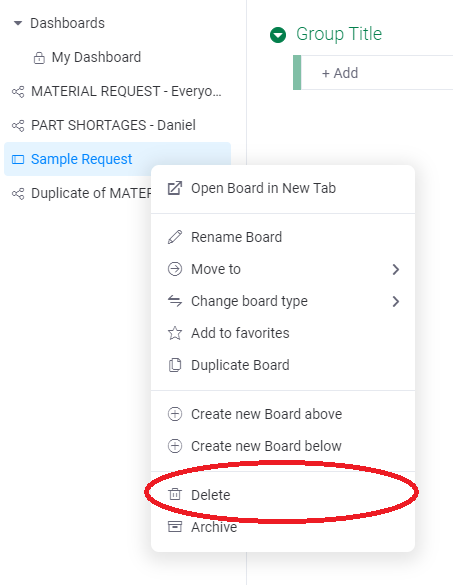 Dashboards
My Dashboard
MATERIAL REQUEST - Everyo...
PART SHORTAGES - Daniel
Sample Request
Duplicate of MATER
Group Title
+ Add
Open Board in New Tab
Rename Board
Move to
Change board type
Add to favorites
Duplicate Board
Create new Board above
Create new Board below
Delete
Archive